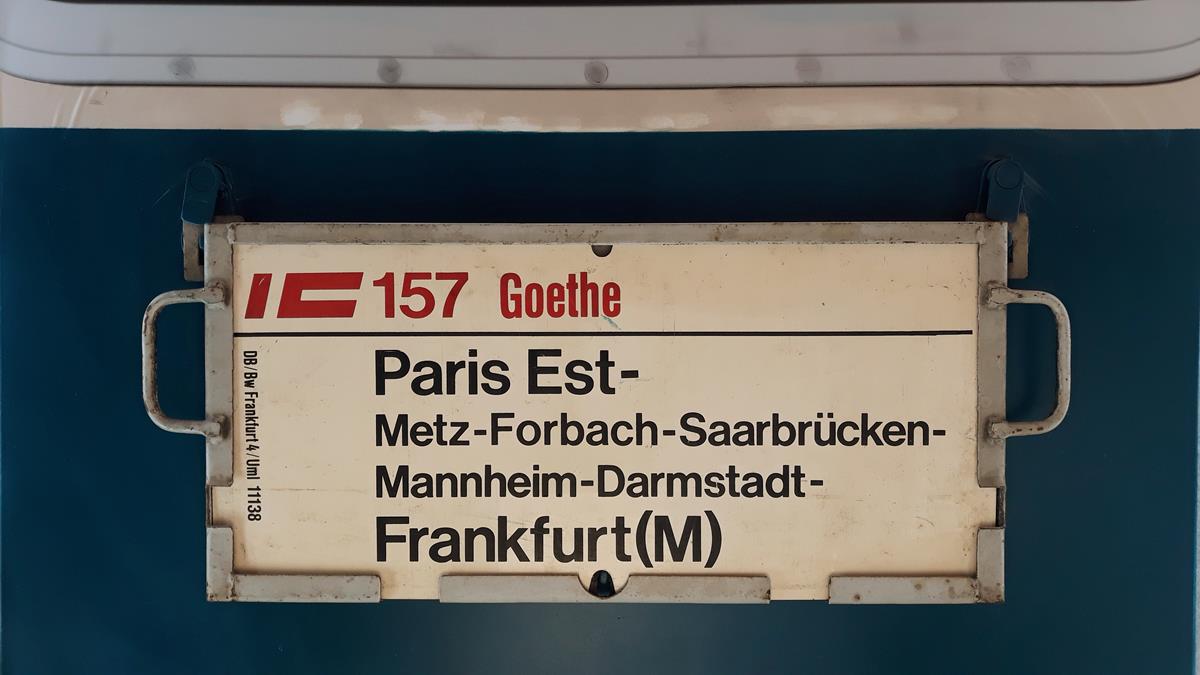 IC 157 Goethe
Paris Est-
Metz-Forbach-Saarbrücken-
Mannheim-Darmstadt-
Frankfurt(M)
DB/Bw Frankfurt 4/Uml 11138